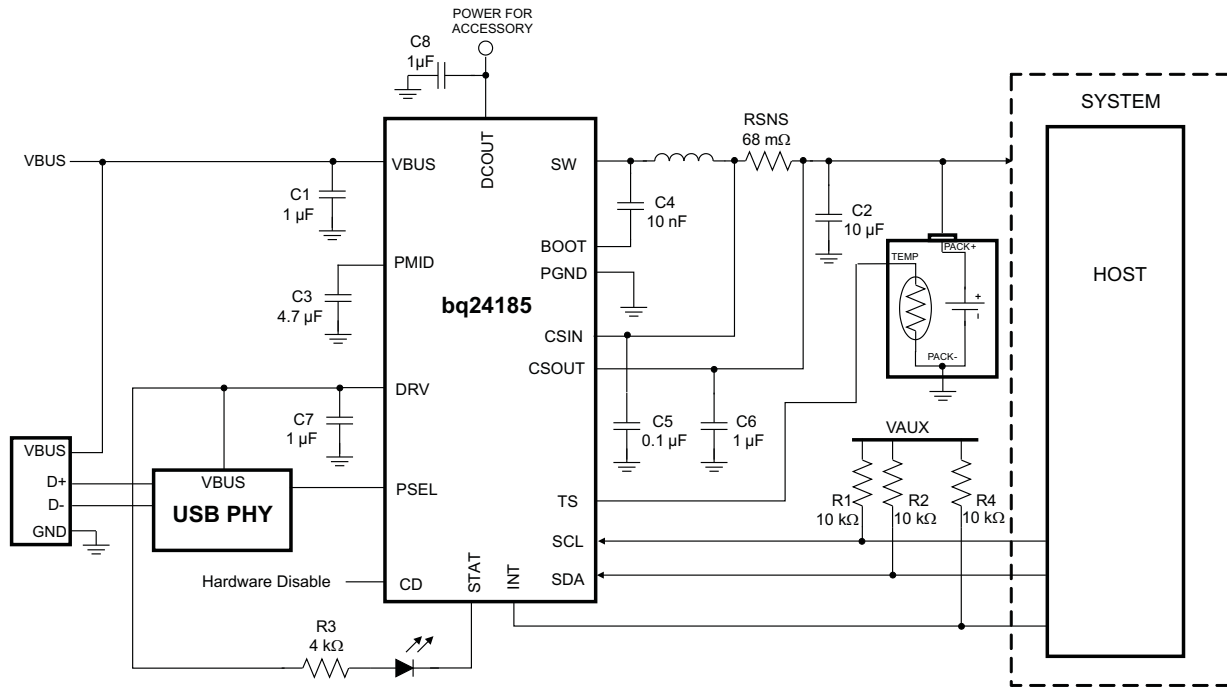 POWER FOR
ACCESSORY
C8
1µF
SYSTEM
RSNS
68 mΩ
VBUS
VBUS
DCOUT
SW
C1
1 µF
C4
10 nF
C2
10 µF
BOOT
PMID
PGND
TEMP
PACK+
HOST
C3
4.7 µF
bq24185
+
-
CSIN
CSOUT
PACK-
DRV
C7
1 µF
C5
0.1 µF
C6
1 µF
VAUX
VBUS
D+
D-
GND
VBUS
USB PHY
PSEL
TS
R1
10 kΩ
R2
10 kΩ
R4
10 kΩ
SCL
SDA
Hardware Disable
CD
STAT
INT
R3
4 kΩ